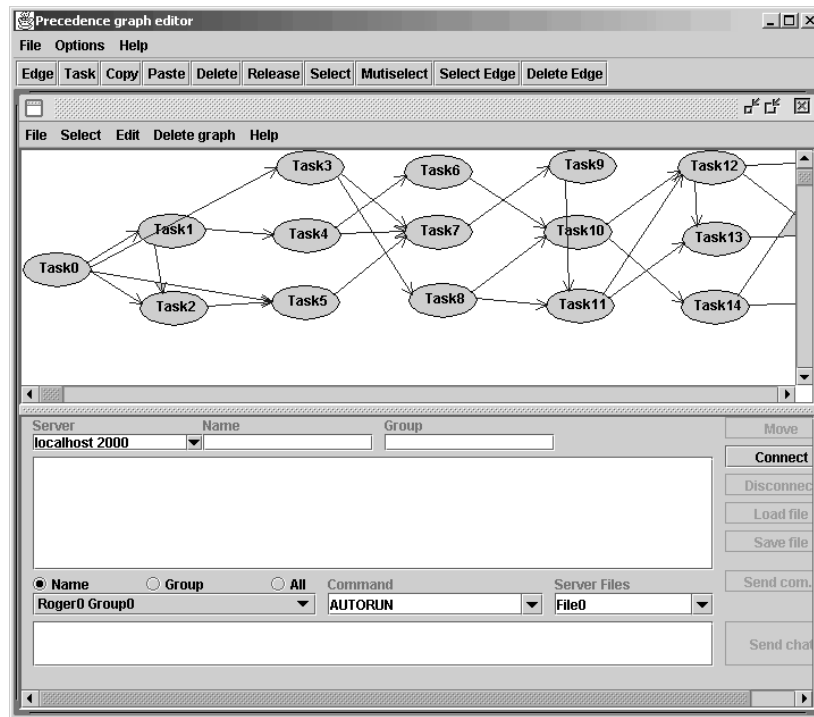 Precedence graph editor
File Options Help
Edge Task Copy Paste Delete Release Select Mutiselect Select Edge Delete Edge
File Select Edit Delete graph Help
Task3 Task6 Task9 Task12
Task1 Task4 Task7 Task10 Task13
Task0
Task2 Task5 Task8 Task11 Task14
Server Name Group Move
localhost 2000
Connect
Disconnec
Load file
Save file
Name Group All Command Server Files Send com.
Roger0 Group0 AUTORUN File0
Send chat